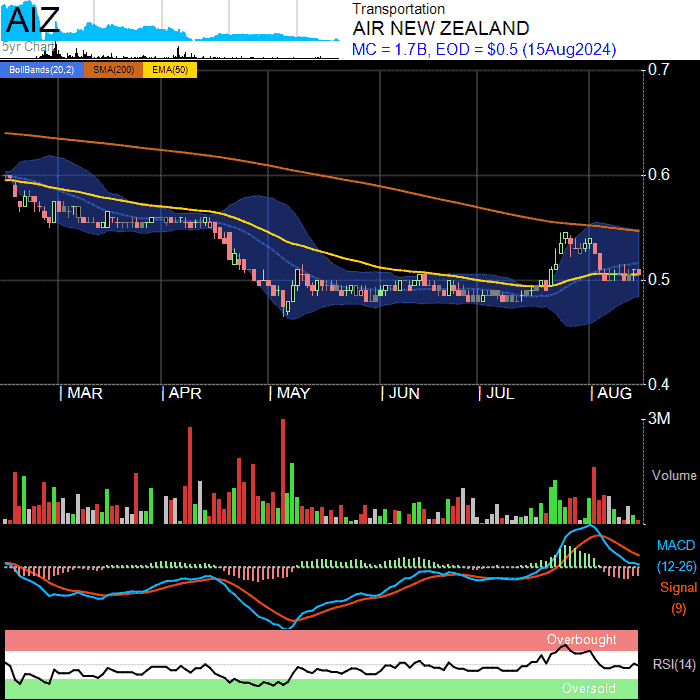 AIZ
5yr Chart
Transportation
AIR NEW ZEALAND
MC = 1.7B, EOD = $0.5 (15Aug2024)
BollBands(20,2) SMA(200) EMA(50)
0.7
0.6
0.5
0.4
MAR APR MAY JUN JUL AUG
3M
Volume
MACD
(12-26)
Signal
(9)
Overbought
RSI(14)
Oversold